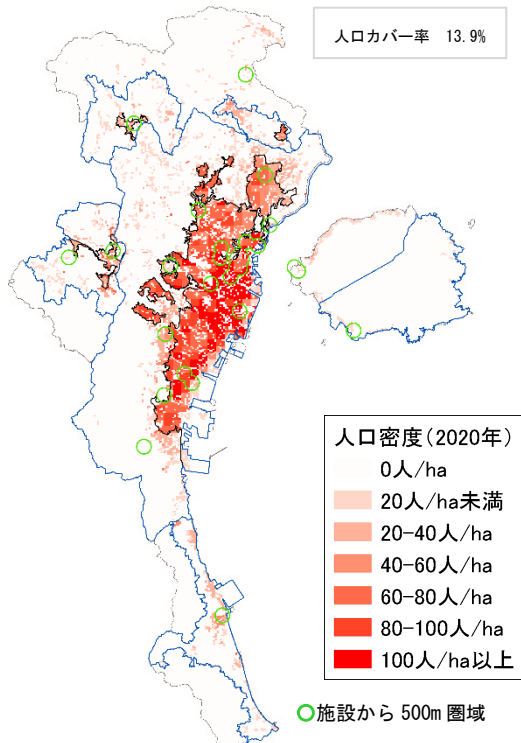 人口カバー率 13.9%
人口密度(2020年)
0人/ha
20人/ha未満
20-40人/ha
40-60人/ha
60-80人/ha
80-100人/ha
100人/ha以上
施設から500m圏域